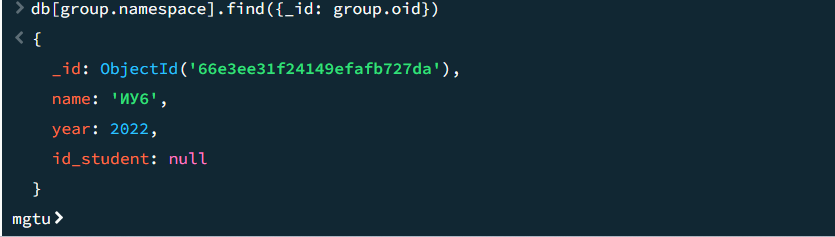 > db[group.namespace].find({_id: group.oid})
< {
_id: ObjectId('66e3ee31f24149efafb727da'),
name: 'ИУ6',
year: 2022,
id_student: null
}
mgtu>